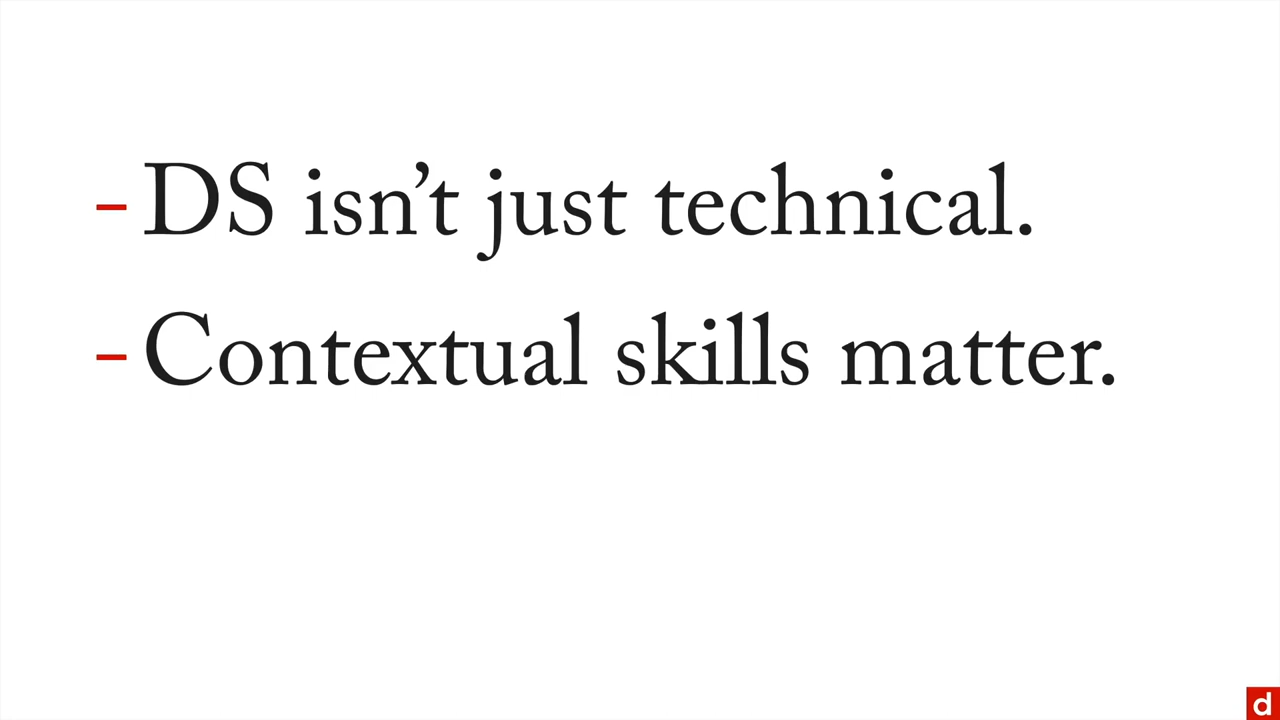 – DS isn’t just technical.
– Contextual skills matter.
d